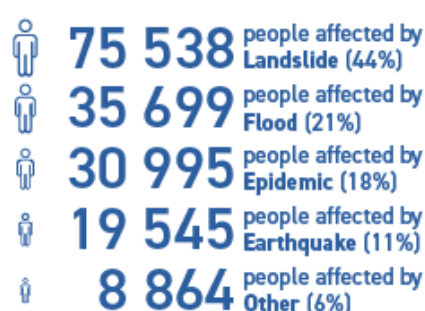 75 538 people affected by
Landslide (44%)
35 699 people affected by
Flood (21%)
30 995 people affected by
Epidemic (18%)
19 545 people affected by
Earthquake (11%)
8 864 people affected by
Other (6%)